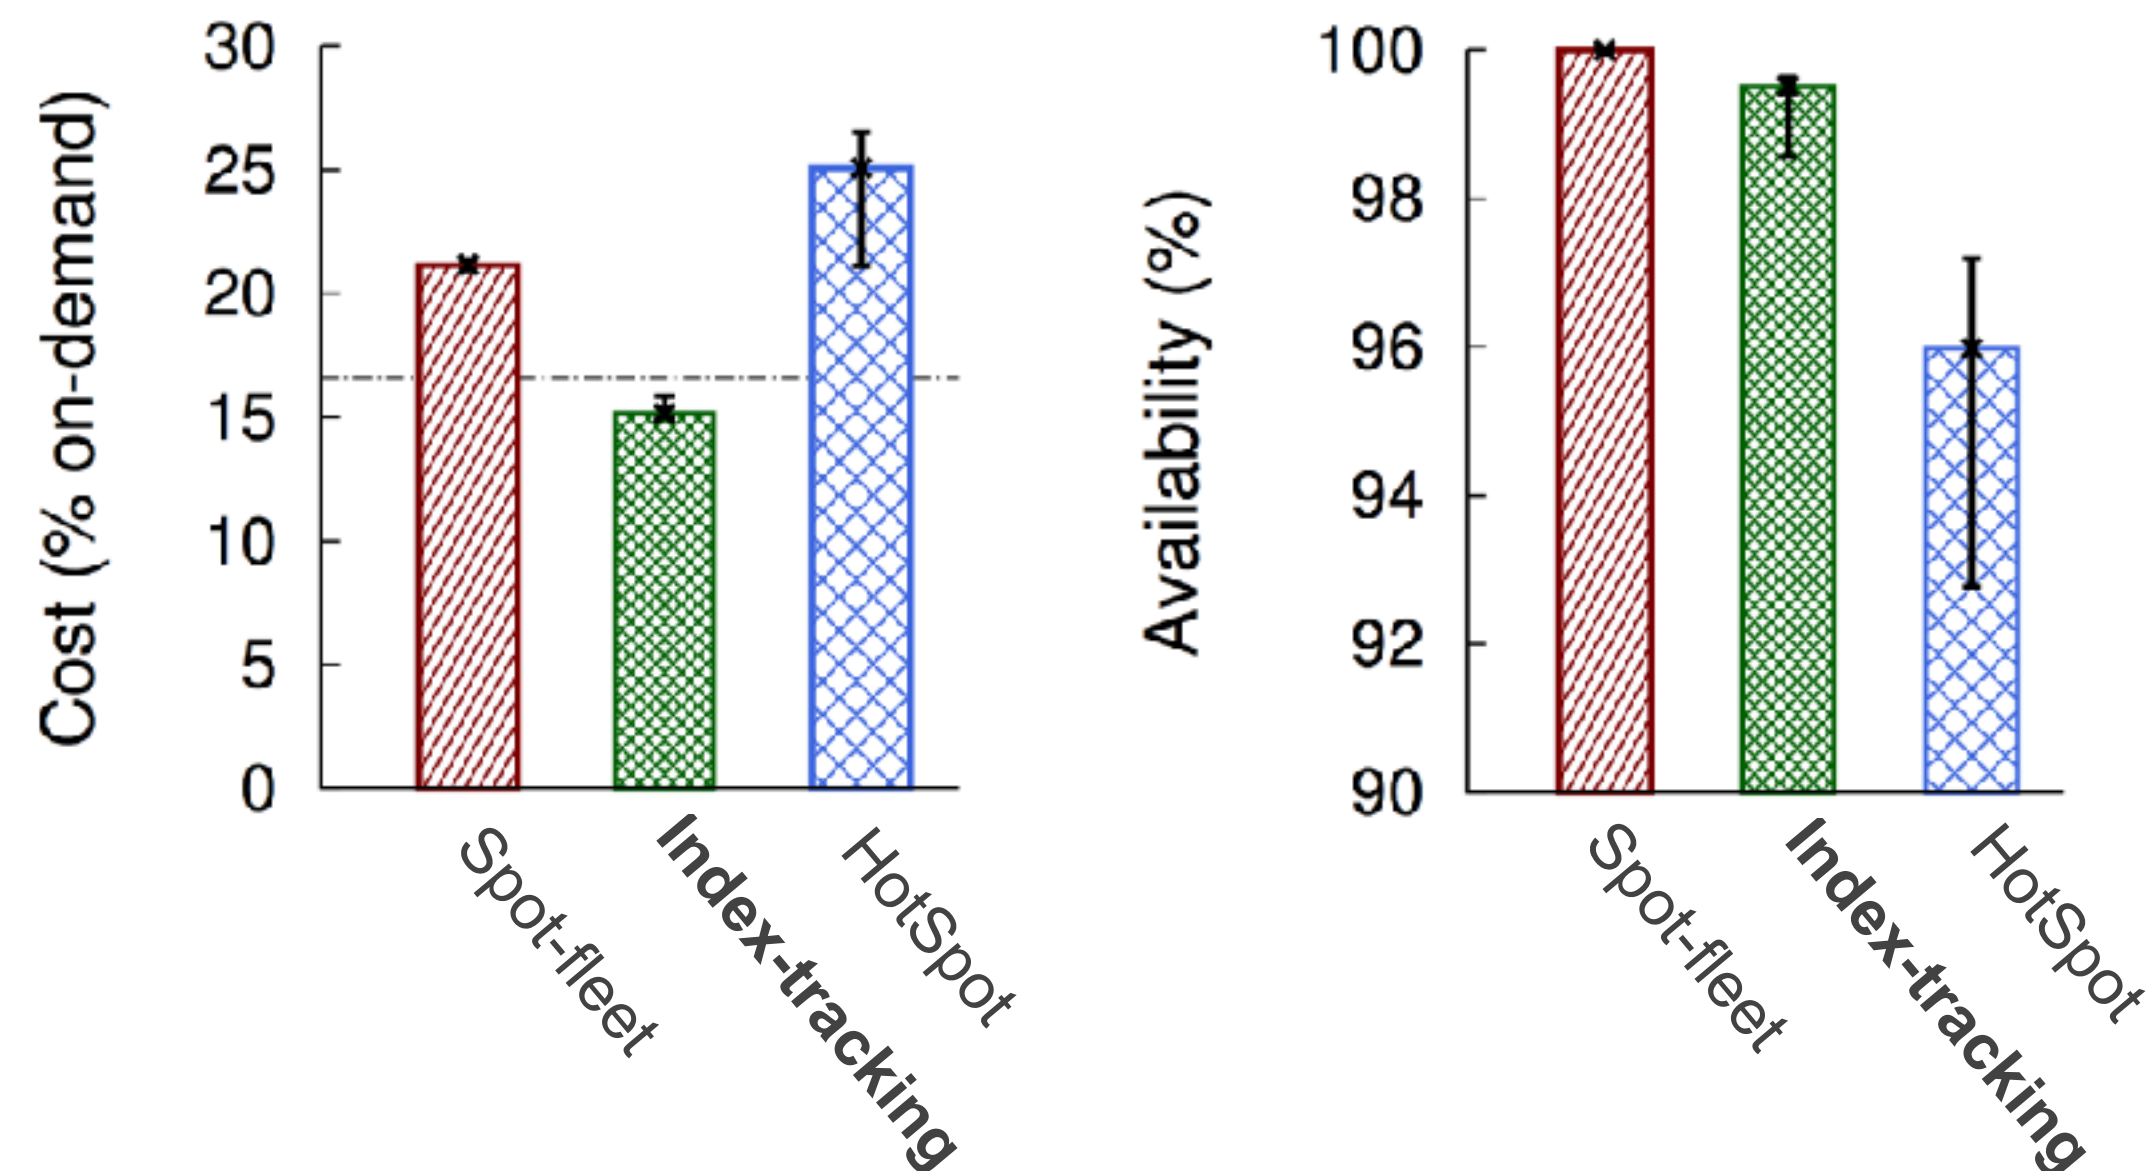 Cost (% on-demand)
30
25
20
15
10
5
0
Spot-fleet
Index-tracking
HotSpot
Availability (%)
100
98
96
94
92
90
Spot-fleet
Index-tracking
HotSpot